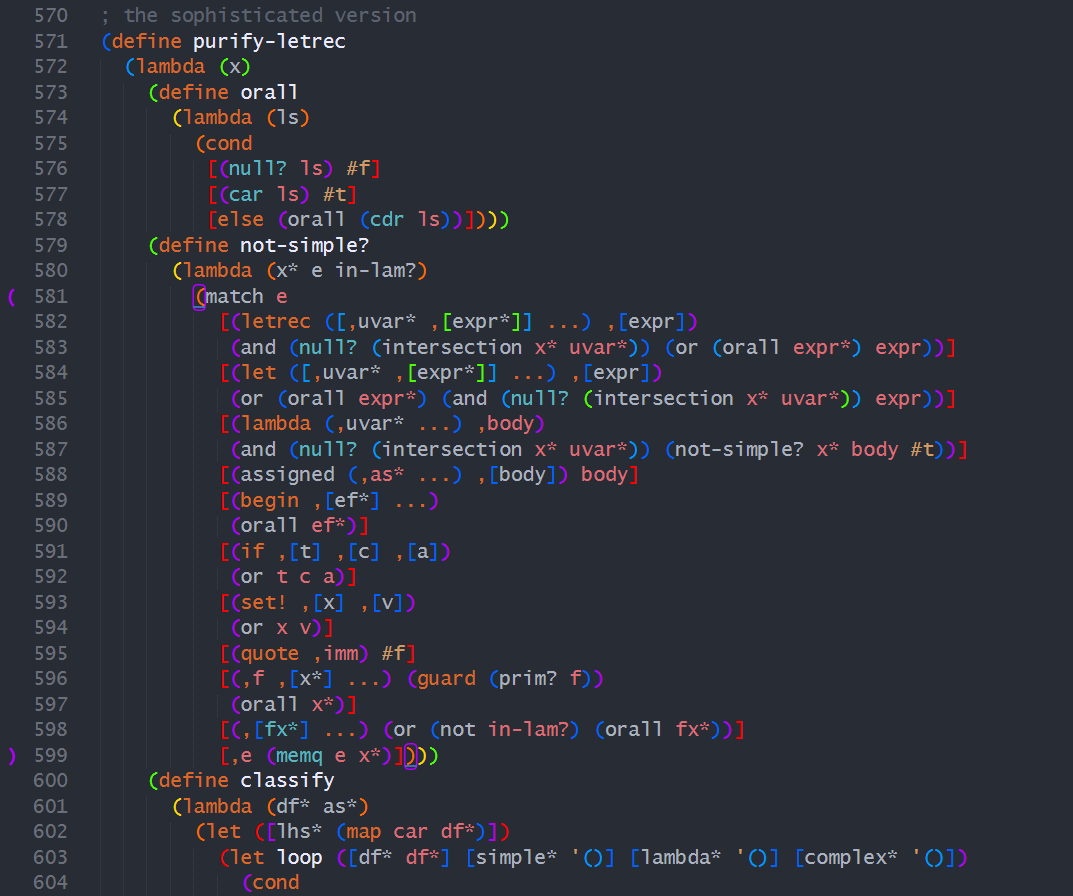 570 ; the sophisticated version
571 (define purify-letrec
572   (lambda (x)
573     (define orall
574       (lambda (ls)
575         (cond
576          [(null? ls) #f]
577          [(car ls) #t]
578          [else (orall (cdr ls))])))
579     (define not-simple?
580       (lambda (x* e in-lam?)
( 581         (match e
582           [(letrec ([,uvar* ,[expr*]] ...) ,[expr])
583            (and (null? (intersection x* uvar*)) (or (orall expr*) expr))]
584           [(let ([,uvar* ,[expr*]] ...) ,[expr])
585            (or (orall expr*) (and (null? (intersection x* uvar*)) expr))]
586           [(lambda (,uvar* ...) ,body)
587            (and (null? (intersection x* uvar*)) (not-simple? x* body #t))]
588           [(assigned (,as* ...) ,[body]) body]
589           [(begin ,[ef*] ...)
590            (orall ef*)]
591           [(if ,[t] ,[c] ,[a])
592            (or t c a)]
593           [(set! ,[x] ,[v])
594            (or x v)]
595           [(quote ,imm) #f]
596           [(,f ,[x*] ...) (guard (prim? f))
597            (orall x*)]
598           [(,[fx*] ...) (or (not in-lam?) (orall fx*))]
) 599           [,e (memq e x*)])))
600     (define classify
601       (lambda (df* as*)
602         (let ([lhs* (map car df*)])
603           (let loop ([df* df*] [simple* '()] [lambda* '()] [complex* '()])
604             (cond